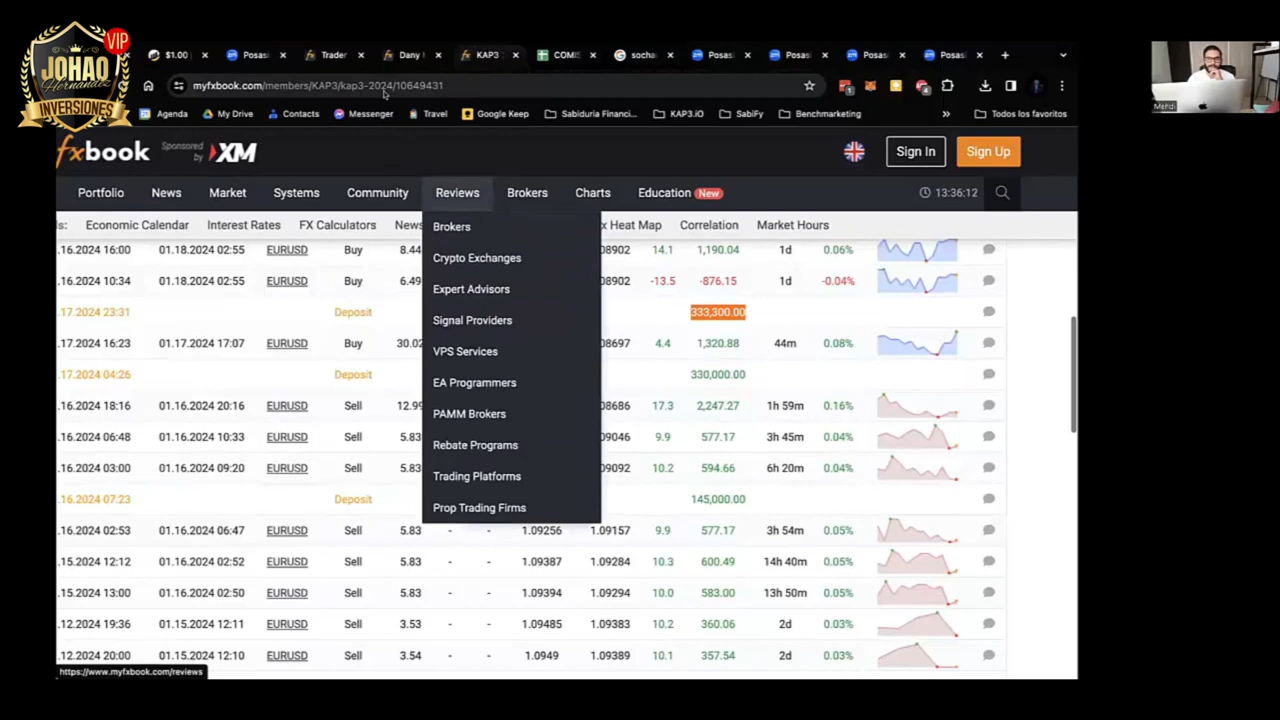 VIP
JOHAO
Hernandez
INVERSIONES
$1.00
Posasi
Trader
Dany
KAP3
COMIS
socha
Posasi
Posasi
Posasi
Posasi
myfxbook.com/members/KAP3/kap3-2024/10649431
Agenda My Drive Contacts Messenger Travel Google Keep Sabiduria Financi... KAP3.iO SabiFy Benchmarketing » Todos los favoritos
Mehdi
fxbook Sponsored by XM Sign In Sign Up
Portfolio News Market Systems Community Reviews Brokers Charts Education New 13:36:12
ls: Economic Calendar Interest Rates FX Calculators News x Heat Map Correlation Market Hours
Brokers
Crypto Exchanges
Expert Advisors
Signal Providers
VPS Services
EA Programmers
PAMM Brokers
Rebate Programs
Trading Platforms
Prop Trading Firms
.16.2024 16:00 01.18.2024 02:55 EURUSD Buy 8.44 08902 14.1 1,190.04 1d 0.06%
.16.2024 10:34 01.18.2024 02:55 EURUSD Buy 6.49 08902 -13.5 -876.15 1d -0.04%
.17.2024 23:31 Deposit 333,300.00
.17.2024 16:23 01.17.2024 17:07 EURUSD Buy 30.02 08697 4.4 1,320.88 44m 0.08%
.17.2024 04:26 Deposit 330,000.00
.16.2024 18:16 01.16.2024 20:16 EURUSD Sell 12.99 08686 17.3 2,247.27 1h 59m 0.16%
.16.2024 06:48 01.16.2024 10:33 EURUSD Sell 5.83 09046 9.9 577.17 3h 45m 0.04%
.16.2024 03:00 01.16.2024 09:20 EURUSD Sell 5.83 09092 10.2 594.66 6h 20m 0.04%
.16.2024 07:23 Deposit 145,000.00
.16.2024 02:53 01.16.2024 06:47 EURUSD Sell 5.83 - - 1.09256 1.09157 9.9 577.17 3h 54m 0.05%
.15.2024 12:12 01.16.2024 02:52 EURUSD Sell 5.83 - - 1.09387 1.09284 10.3 600.49 14h 40m 0.05%
.15.2024 13:00 01.16.2024 02:50 EURUSD Sell 5.83 - - 1.09394 1.09294 10.0 583.00 13h 50m 0.05%
.12.2024 19:36 01.15.2024 12:11 EURUSD Sell 3.53 - - 1.09485 1.09383 10.2 360.06 2d 0.03%
.12.2024 20:00 01.15.2024 12:10 EURUSD Sell 3.54 - - 1.0949 1.09389 10.1 357.54 2d 0.03%
https://www.myfxbook.com/reviews